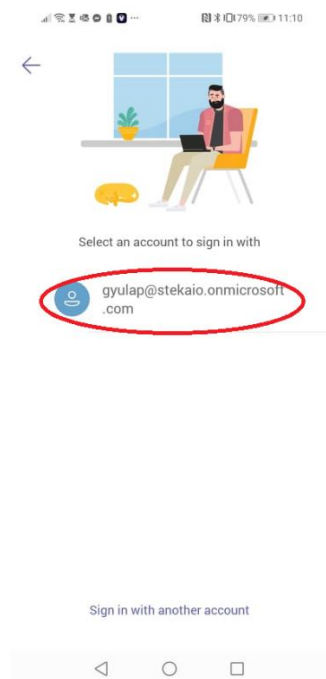 79% 11:10
Select an account to sign in with
gyulap@stekaio.onmicrosoft
.com
Sign in with another account